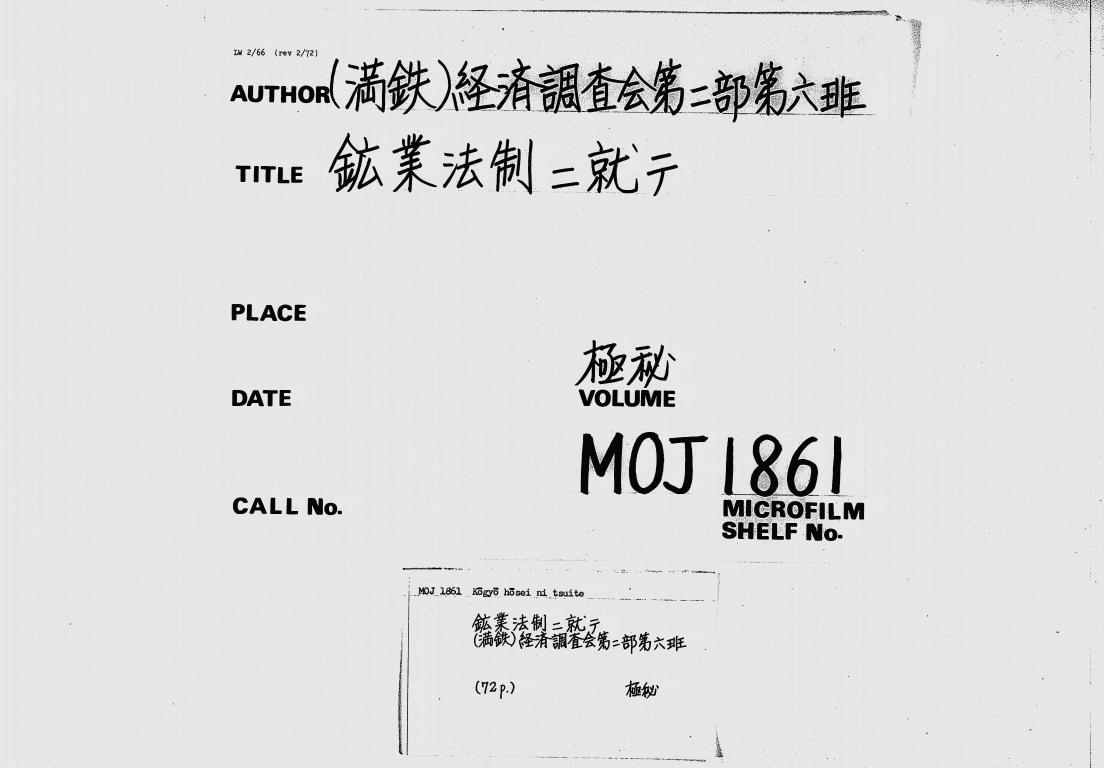 LW 2/66 (rev 2/72)
AUTHOR (満鉄)経済調査会第二部第六班
TITLE 鉱業法制ニ就テ
PLACE
極秘
DATE VOLUME
MOJ 1861
CALL No. MICROFILM
SHELF No.
MOJ 1861 Kōgyō hōsei ni tsuite
鉱業法制ニ就テ
(満鉄)経済調査会第二部第六班
(72p.) 極秘